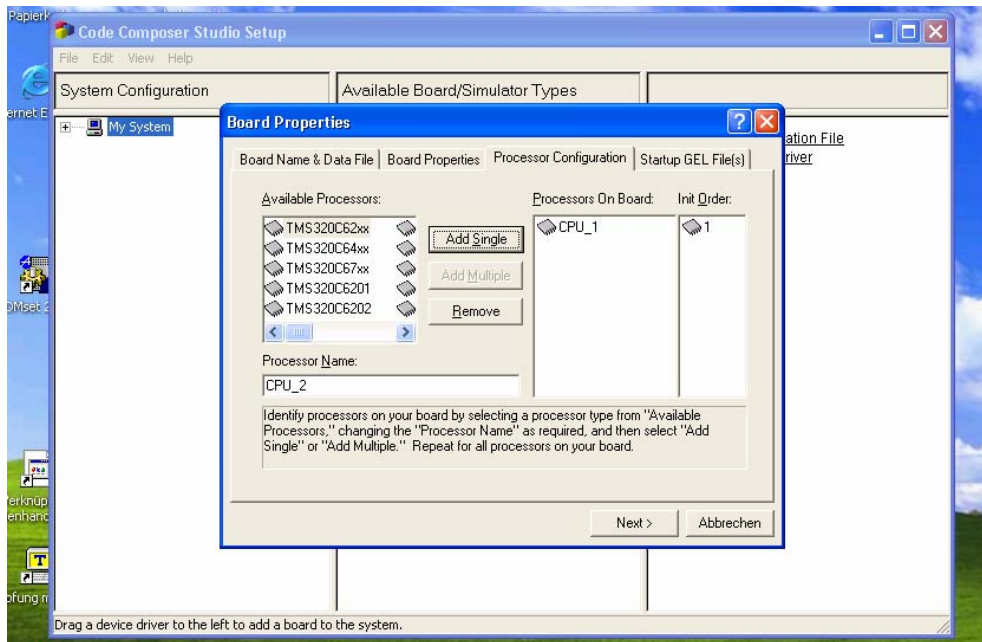 Papierk
Code Composer Studio Setup
File Edit View Help
System Configuration
Available Board/Simulator Types
ernet E
My System
Board Properties
ation File
river
Board Name & Data File
Board Properties
Processor Configuration
Startup GEL File(s)
Available Processors:
Processors On Board:
Init Order:
TMS320C62xx
TMS320C64xx
TMS320C67xx
TMS320C6201
TMS320C6202
Add Single
Add Multiple
Remove
CPU_1
1
Processor Name:
CPU_2
Identify processors on your board by selecting a processor type from "Available
Processors," changing the "Processor Name" as required, and then select "Add
Single" or "Add Multiple." Repeat for all processors on your board.
Next >
Abbrechen
erknüp
enhand
T
Drag a device driver to the left to add a board to the system.